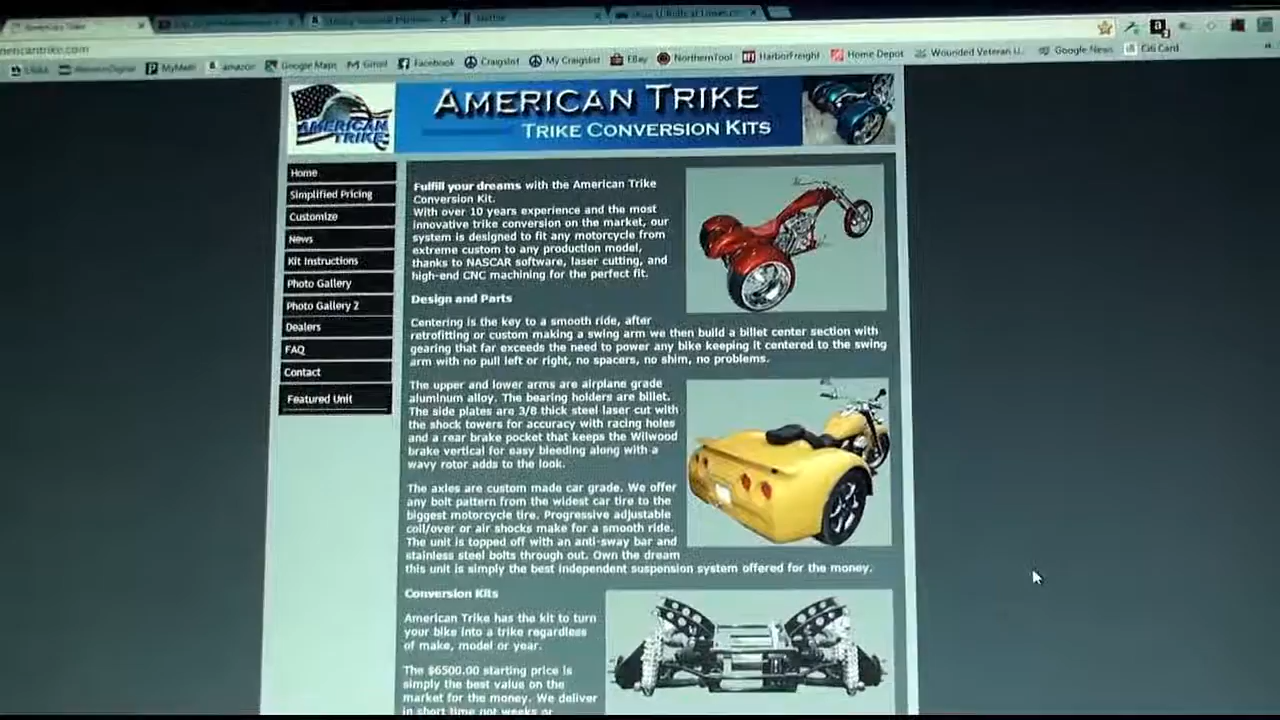 americantrike.com
MyMail amazon Google Maps Gmail Facebook Craigslist My Craigslist EBay NorthernTool HarborFreight Home Depot Wounded Veteran U.. Google News Citi Card
AMERICAN TRIKE
AMERICAN TRIKE
TRIKE CONVERSION KITS
Home
Simplified Pricing
Customize
News
Kit Instructions
Photo Gallery
Photo Gallery 2
Dealers
FAQ
Contact
Featured Unit
Fulfill your dreams with the American Trike
Conversion Kit.
With over 10 years experience and the most
innovative trike conversion on the market, our
system is designed to fit any motorcycle from
extreme custom to any production model,
thanks to NASCAR software, laser cutting, and
high-end CNC machining for the perfect fit.
Design and Parts
Centering is the key to a smooth ride, after
retrofitting or custom making a swing arm we then build a billet center section with
gearing that far exceeds the need to power any bike keeping it centered to the swing
arm with no pull left or right, no spacers, no shim, no problems.
The upper and lower arms are airplane grade
aluminum alloy. The bearing holders are billet.
The side plates are 3/8 thick steel laser cut with
the shock towers for accuracy with racing holes
and a rear brake pocket that keeps the Wilwood
brake vertical for easy bleeding along with a
wavy rotor adds to the look.
The axles are custom made car grade. We offer
any bolt pattern from the widest car tire to the
biggest motorcycle tire. Progressive adjustable
coil/over or air shocks make for a smooth ride.
The unit is topped off with an anti-sway bar and
stainless steel bolts through out. Own the dream
this unit is simply the best independent suspension system offered for the money.
Conversion Kits
American Trike has the kit to turn
your bike into a trike regardless
of make, model or year.
The $6500.00 starting price is
simply the best value on the
market for the money. We deliver
in short time not weeks or